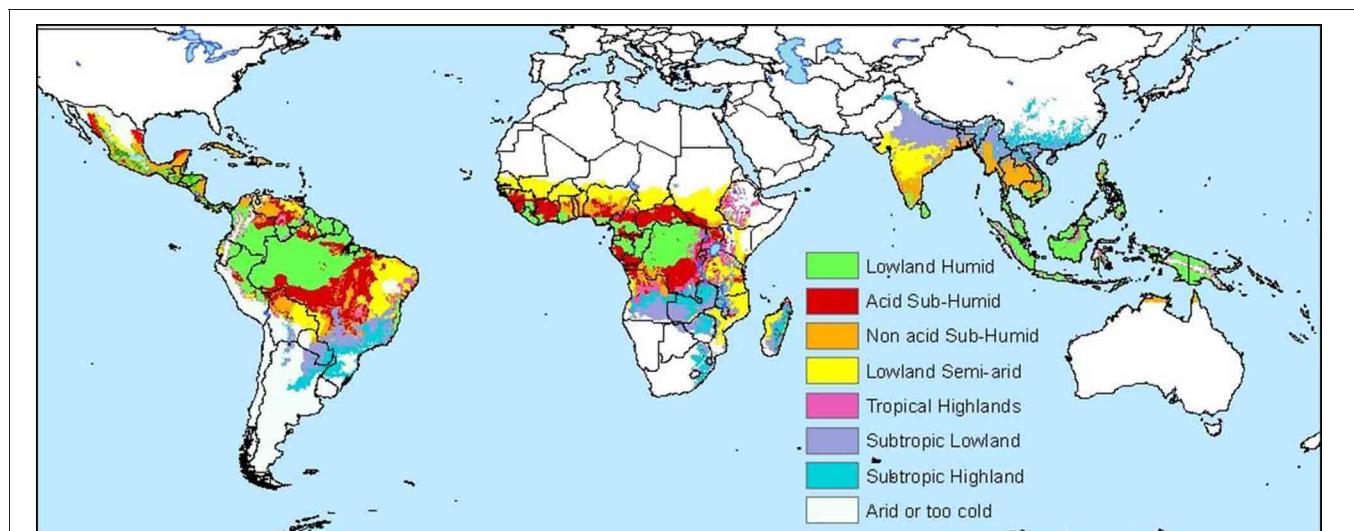 Lowland Humid
Acid Sub-Humid
Non acid Sub-Humid
Lowland Semi-arid
Tropical Highlands
Subtropic Lowland
Subtropic Highland
Arid or too cold